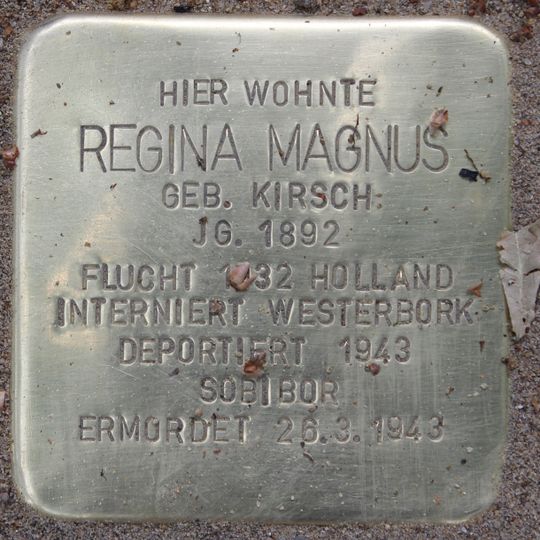 HIER WOHNTE
REGINA MAGNUS
GEB. KIRSCH
JG. 1892
FLUCHT HOLLAND
INTERNIERT WESTERBORK
DEPORTIERT 1943
SOBIBOR
ERMORDET 26.3.1943